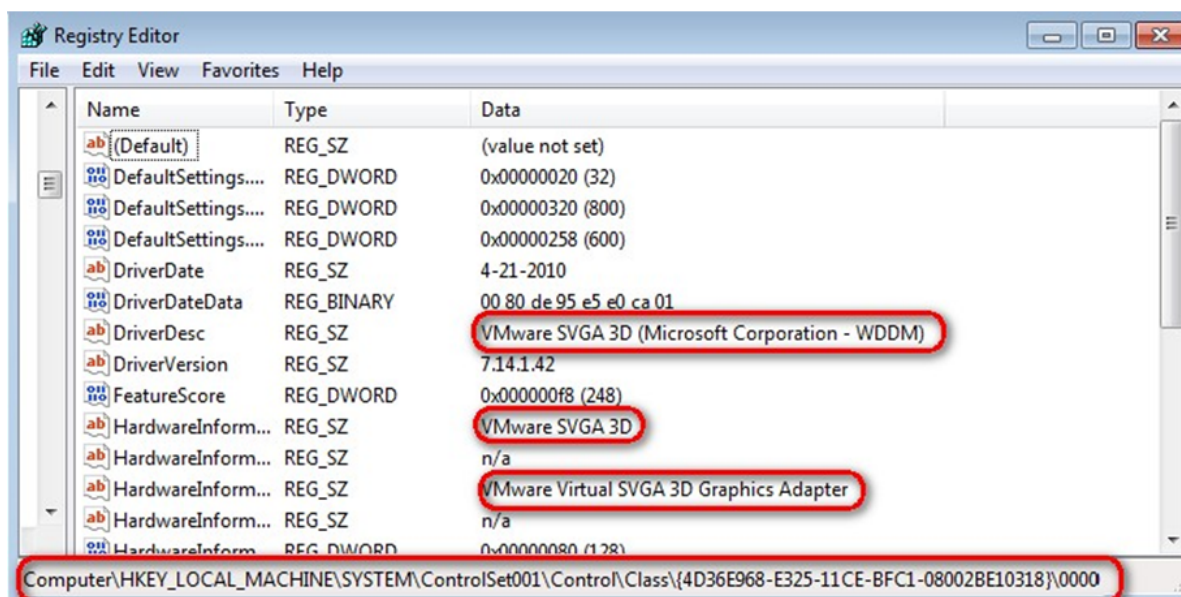 Registry Editor
File Edit View Favorites Help
Name Type Data
(Default) REG_SZ (value not set)
DefaultSettings.... REG_DWORD 0x00000020 (32)
DefaultSettings.... REG_DWORD 0x00000320 (800)
DefaultSettings.... REG_DWORD 0x00000258 (600)
DriverDate REG_SZ 4-21-2010
DriverDateData REG_BINARY 00 80 de 95 e5 e0 ca 01
DriverDesc REG_SZ VMware SVGA 3D (Microsoft Corporation - WDDM)
DriverVersion REG_SZ 7.14.1.42
FeatureScore REG_DWORD 0x000000f8 (248)
HardwareInform... REG_SZ VMware SVGA 3D
HardwareInform... REG_SZ n/a
HardwareInform... REG_SZ VMware Virtual SVGA 3D Graphics Adapter
HardwareInform... REG_SZ n/a
HardwareInform... REG_DWORD 0x00000080 (128)
Computer\HKEY_LOCAL_MACHINE\SYSTEM\ControlSet001\Control\Class\{4D36E968-E325-11CE-BFC1-08002BE10318}\0000